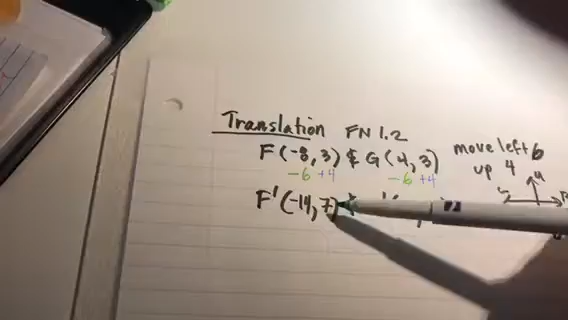 Translation FN 1.2
F(-8, 3) & G(4, 3) move left 6
up 4
-6 +4 -6 +4
F'(-14, 7)